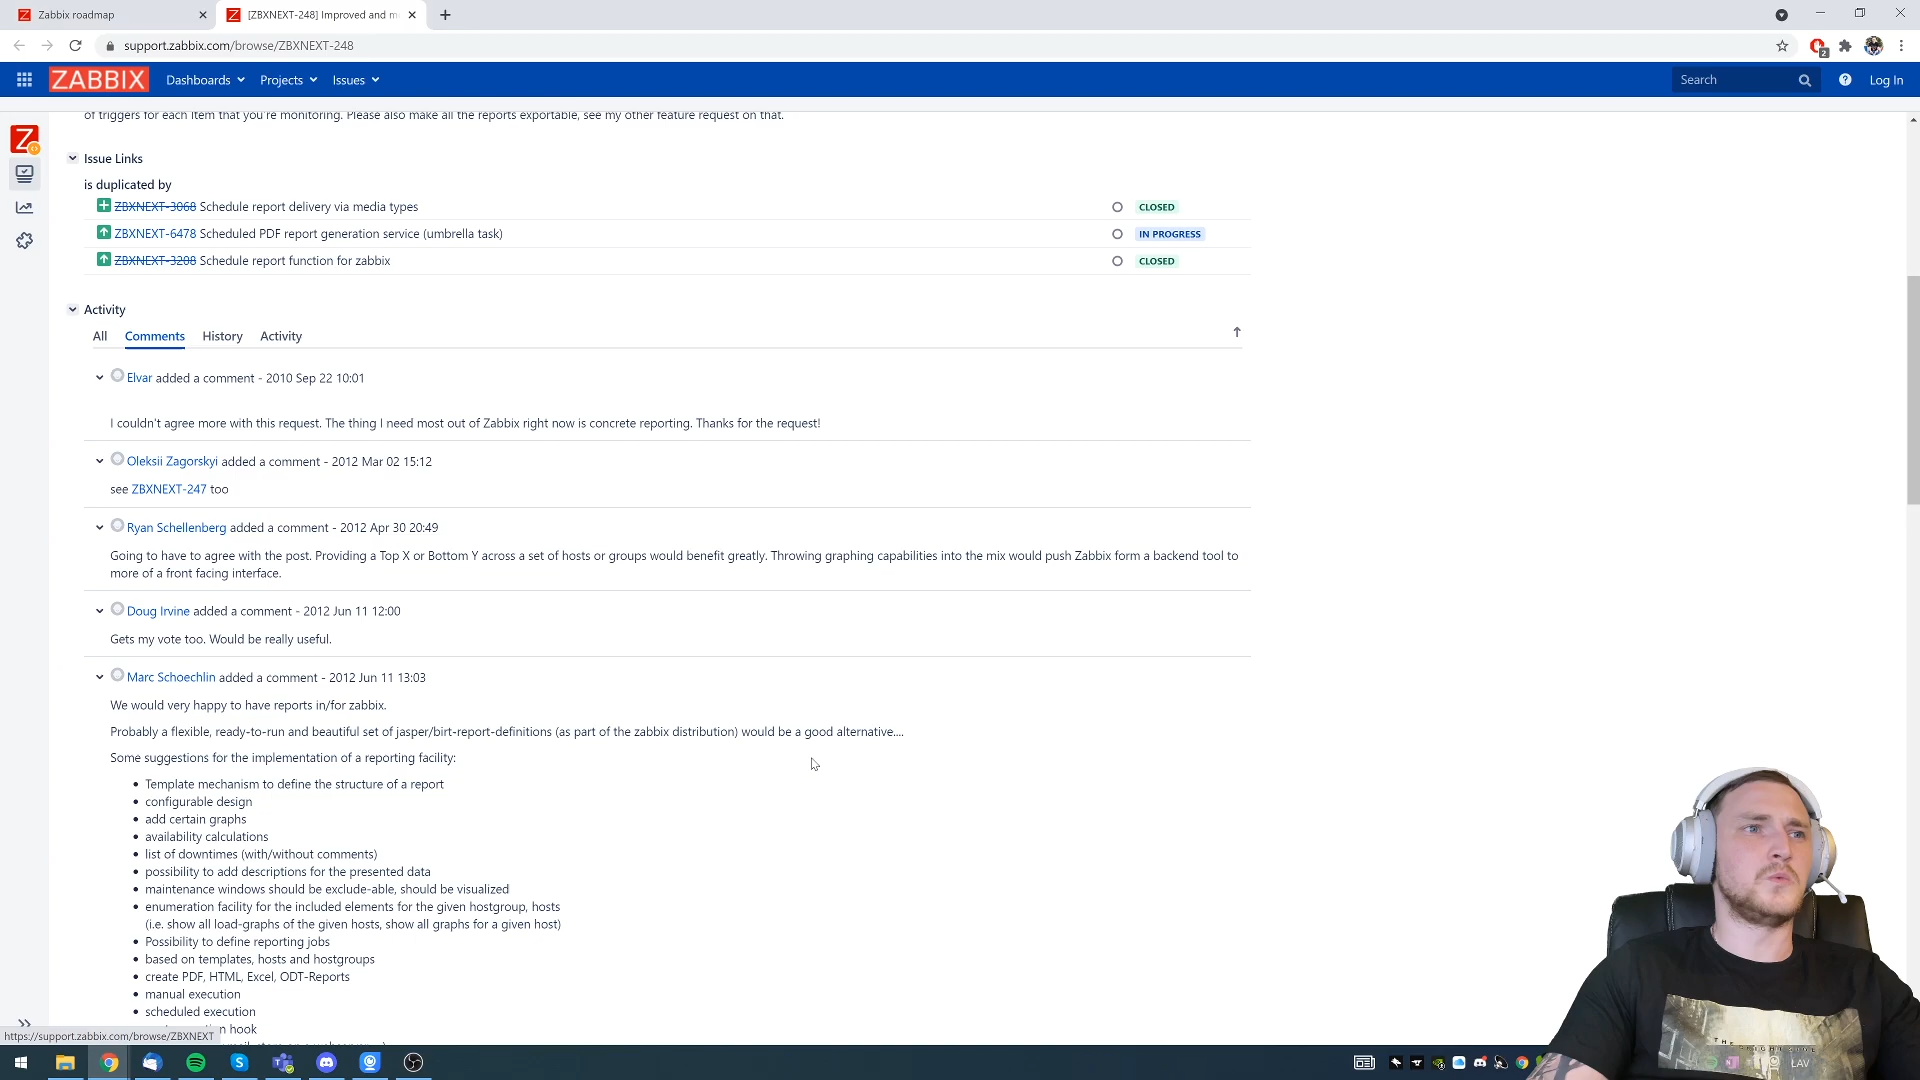 Zabbix roadmap
[ZBXNEXT-248] Improved and m
support.zabbix.com/browse/ZBXNEXT-248
2
ZABBIX
Dashboards
Projects
Issues
Search
Log In
of triggers for each item that you're monitoring. Please also make all the reports exportable, see my other feature request on that.
Issue Links
is duplicated by
ZBXNEXT-3068 Schedule report delivery via media types
CLOSED
ZBXNEXT-6478 Scheduled PDF report generation service (umbrella task)
IN PROGRESS
ZBXNEXT-3208 Schedule report function for zabbix
CLOSED
Activity
All
Comments
History
Activity
Elvar added a comment - 2010 Sep 22 10:01
I couldn't agree more with this request. The thing I need most out of Zabbix right now is concrete reporting. Thanks for the request!
Oleksii Zagorskyi added a comment - 2012 Mar 02 15:12
see ZBXNEXT-247 too
Ryan Schellenberg added a comment - 2012 Apr 30 20:49
Going to have to agree with the post. Providing a Top X or Bottom Y across a set of hosts or groups would benefit greatly. Throwing graphing capabilities into the mix would push Zabbix form a backend tool to
more of a front facing interface.
Doug Irvine added a comment - 2012 Jun 11 12:00
Gets my vote too. Would be really useful.
Marc Schoechlin added a comment - 2012 Jun 11 13:03
We would very happy to have reports in/for zabbix.
Probably a flexible, ready-to-run and beautiful set of jasper/birt-report-definitions (as part of the zabbix distribution) would be a good alternative....
Some suggestions for the implementation of a reporting facility:
Template mechanism to define the structure of a report
configurable design
add certain graphs
availability calculations
list of downtimes (with/without comments)
possibility to add descriptions for the presented data
maintenance windows should be exclude-able, should be visualized
enumeration facility for the included elements for the given hostgroup, hosts
(i.e. show all load-graphs of the given hosts, show all graphs for a given host)
Possibility to define reporting jobs
based on templates, hosts and hostgroups
create PDF, HTML, Excel, ODT-Reports
manual execution
scheduled execution
hook
https://support.zabbix.com/browse/ZBXNEXT
LAV